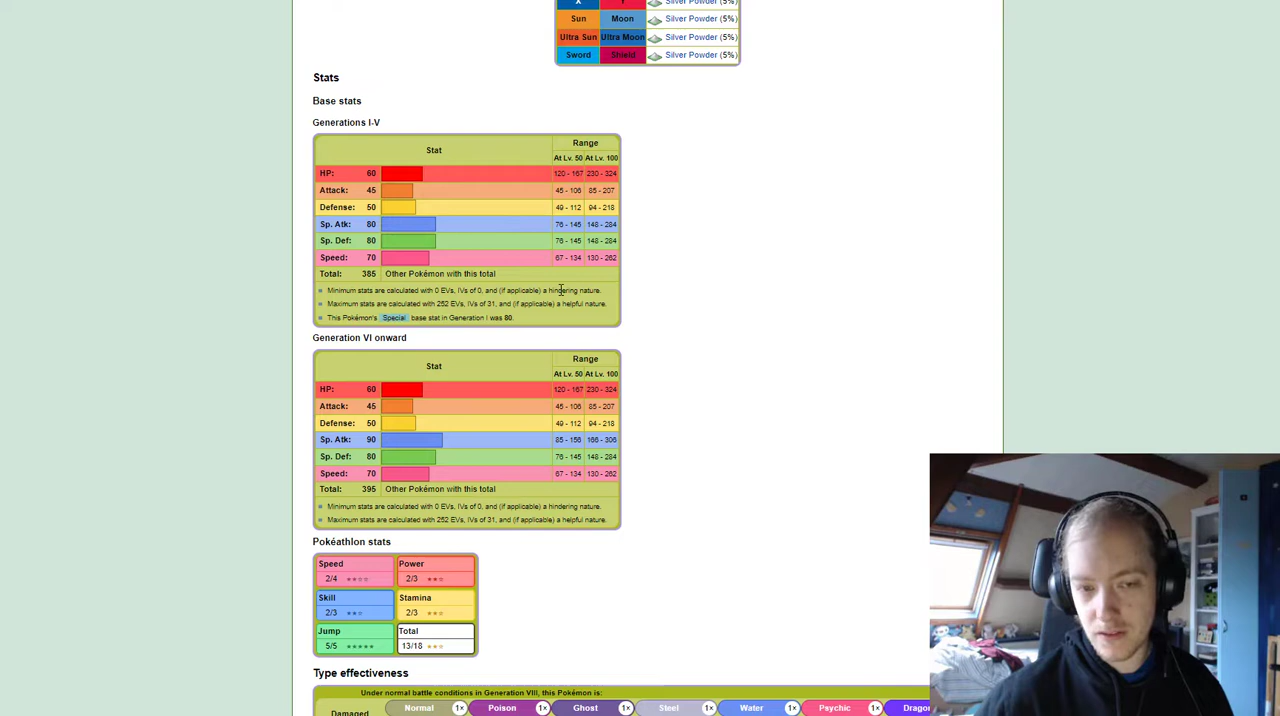 X Y Silver Powder (5%)
Sun Moon Silver Powder (5%)
Ultra Sun Ultra Moon Silver Powder (5%)
Sword Shield Silver Powder (5%)
Stats
Base stats
Generations I-V
Stat Range
At Lv. 50 At Lv. 100
HP: 60 120 - 167 230 - 324
Attack: 45 45 - 106 85 - 207
Defense: 50 49 - 112 94 - 218
Sp. Atk: 80 76 - 145 148 - 284
Sp. Def: 80 76 - 145 148 - 284
Speed: 70 67 - 134 130 - 262
Total: 385 Other Pokémon with this total
Minimum stats are calculated with 0 EVs, IVs of 0, and (if applicable) a hindering nature.
Maximum stats are calculated with 252 EVs, IVs of 31, and (if applicable) a helpful nature.
This Pokémon's Special base stat in Generation I was 80.
Generation VI onward
Stat Range
At Lv. 50 At Lv. 100
HP: 60 120 - 167 230 - 324
Attack: 45 45 - 106 85 - 207
Defense: 50 49 - 112 94 - 218
Sp. Atk: 90 85 - 156 166 - 306
Sp. Def: 80 76 - 145 148 - 284
Speed: 70 67 - 134 130 - 262
Total: 395 Other Pokémon with this total
Minimum stats are calculated with 0 EVs, IVs of 0, and (if applicable) a hindering nature.
Maximum stats are calculated with 252 EVs, IVs of 31, and (if applicable) a helpful nature.
Pokéathlon stats
Speed Power
2/4 ★★☆☆ 2/3 ★★☆
Skill Stamina
2/3 ★★☆ 2/3 ★★☆
Jump Total
5/5 ★★★★★ 13/18 ★★☆
Type effectiveness
Under normal battle conditions in Generation VIII, this Pokémon is:
Damaged Normal 1× Poison 1× Ghost 1× Steel 1× Water 1× Psychic 1×